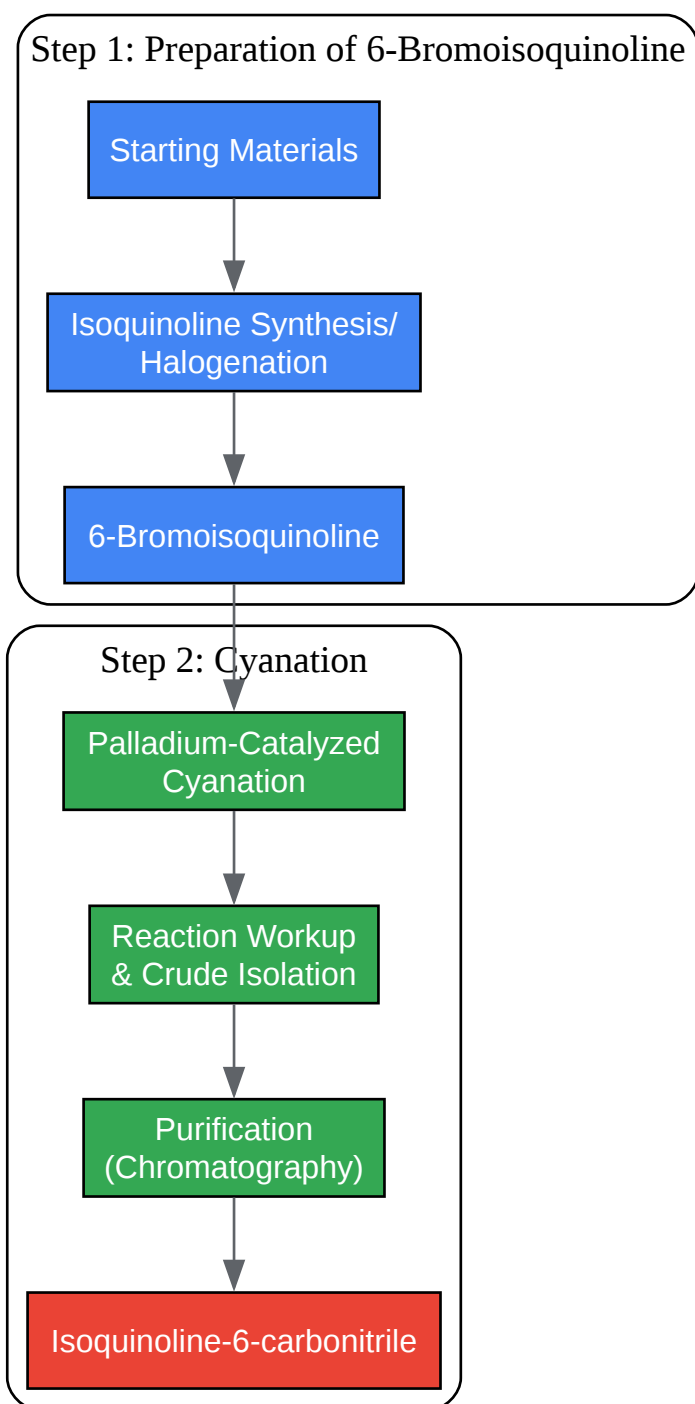 Step 1: Preparation of 6-Bromoisoquinoline
Starting Materials
Isoquinoline Synthesis/
Halogenation
6-Bromoisoquinoline
Step 2: Cyanation
Palladium-Catalyzed
Cyanation
Reaction Workup
& Crude Isolation
Purification
(Chromatography)
Isoquinoline-6-carbonitrile